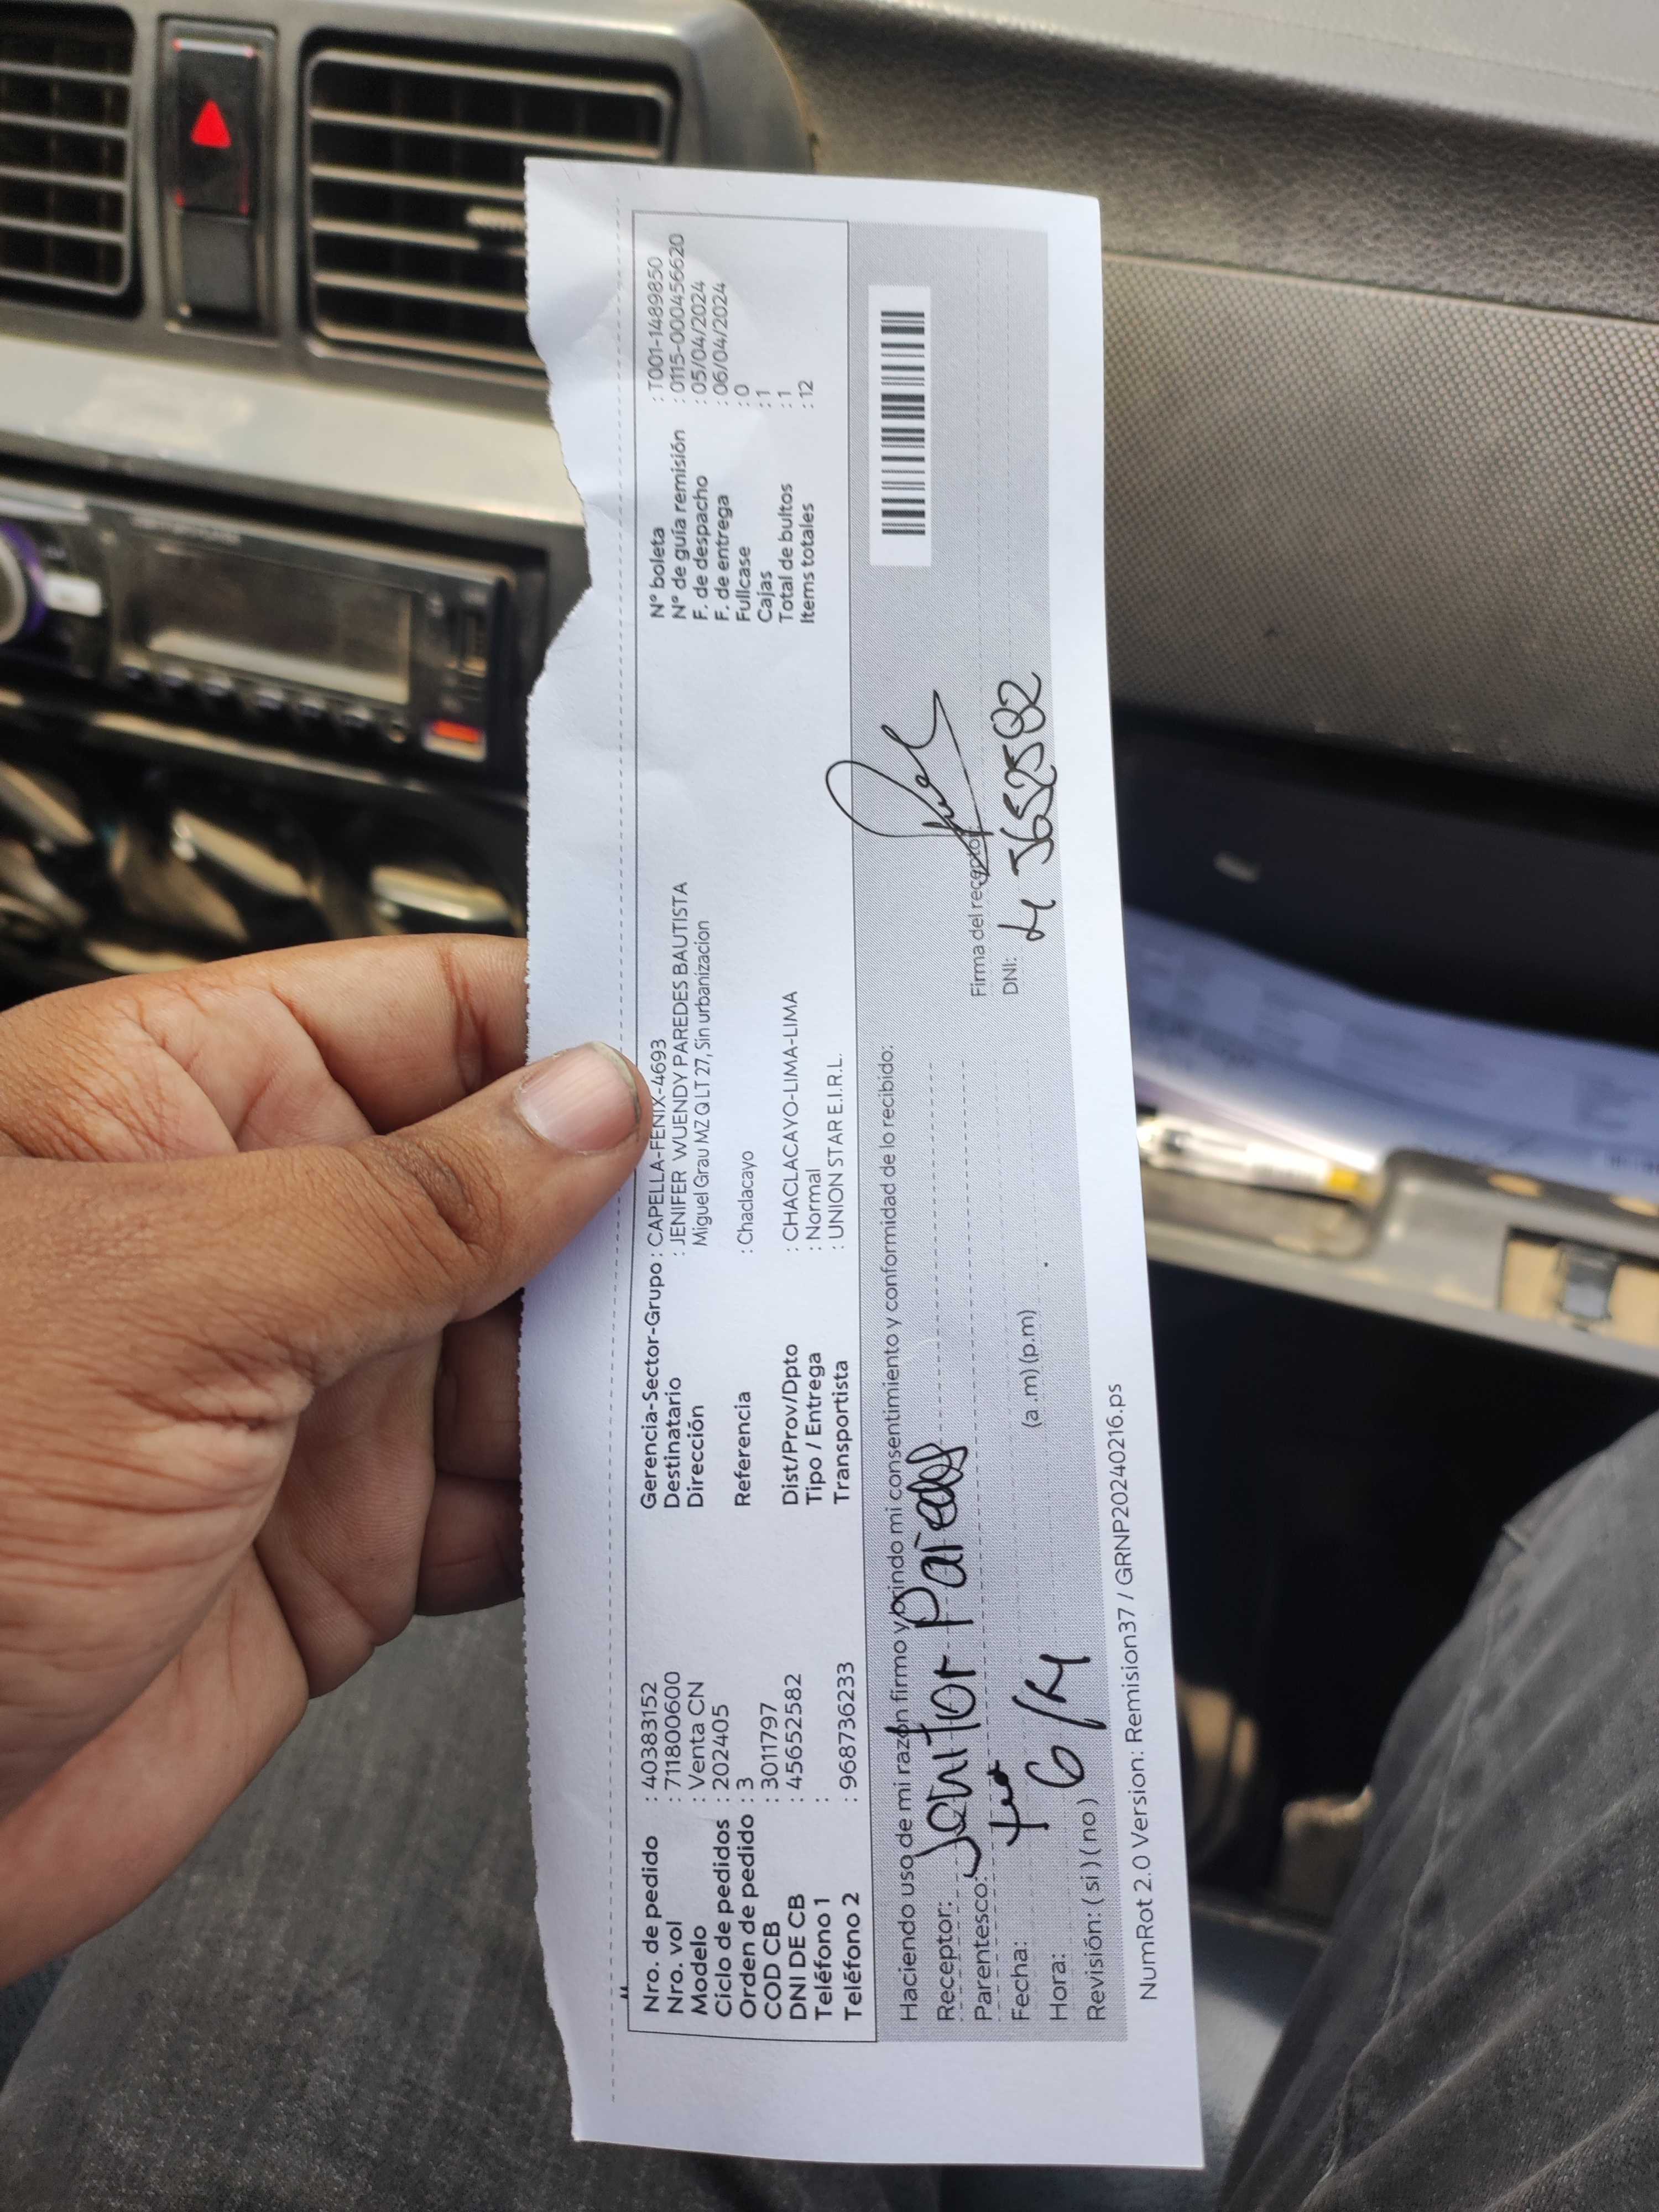 Nro. de pedido : 40383152
Nro. vol : 711800600
Modelo : Venta CN
Ciclo de pedidos : 202405
Orden de pedido : 3
COD CB : 3011797
DNI DE CB : 45652582
Teléfono 1 :
Teléfono 2 : 968736233
Gerencia-Sector-Grupo : CAPELLA-FENIX-4693
Destinatario : JENIFER WUENDY PAREDES BAUTISTA
Dirección Miguel Grau MZ Q LT 27, Sin urbanizacion
Referencia : Chaclacayo
Dist/Prov/Dpto : CHACLACAYO-LIMA-LIMA
Tipo / Entrega : Normal
Transportista : UNION STAR E.I.R.L.
N° boleta : T001-1489850
N° de guía remisión : 0115-000456620
F. de despacho : 05/04/2024
F. de entrega : 06/04/2024
Fullcase : 0
Cajas : 1
Total de bultos : 1
Items totales : 12
Haciendo uso de mi razón firmo y brindo mi consentimiento y conformidad de lo recibido:
Receptor: Paredes
Parentesco:
Fecha: 6/4
Hora: (a .m) (p.m)
Revisión: ( si ) ( no )
Firma del receptor
DNI:
NumRot 2.0 Version: Remision37 / GRNP20240216.ps